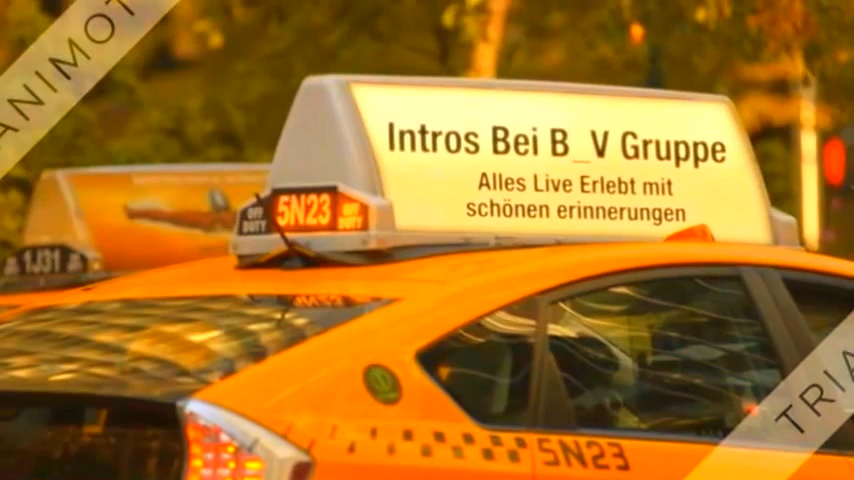 ANIMOT
Intros Bei B_V Gruppe
Alles Live Erlebt mit
schönen erinnerungen
OFF DUTY
5N23
OFF DUTY
1J31
5N23
TRIA